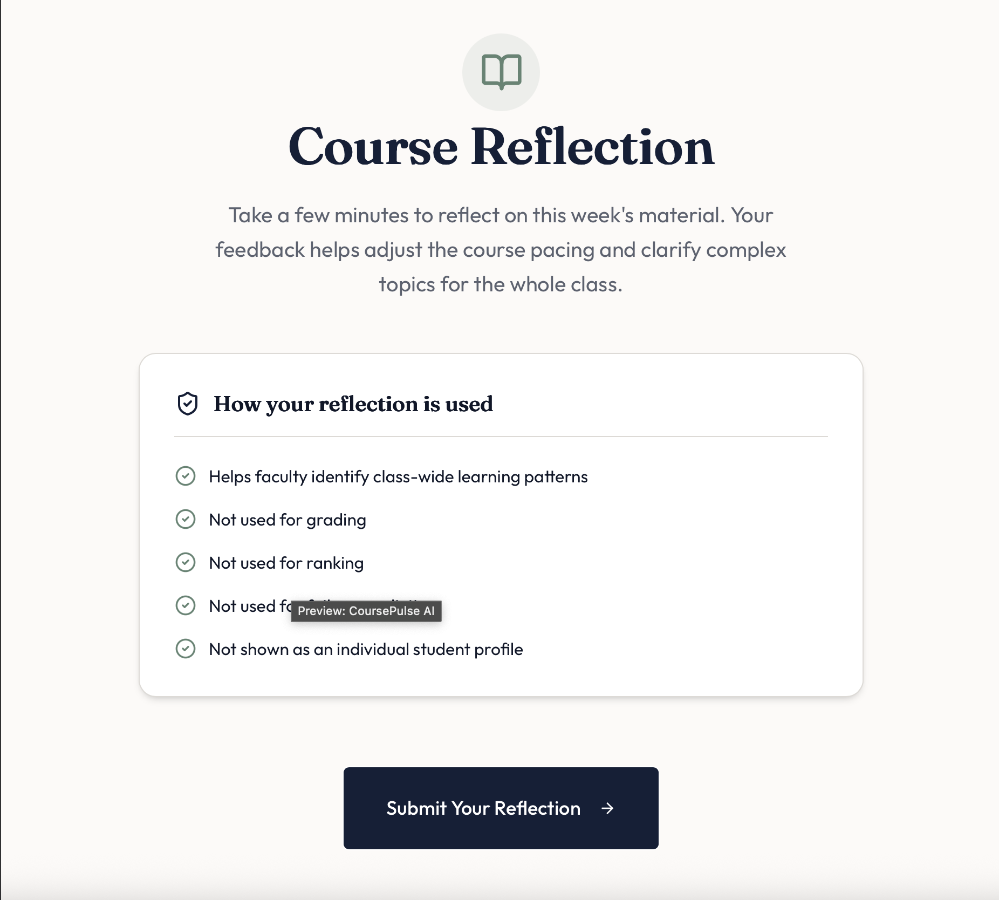 Course Reflection
Take a few minutes to reflect on this week's material. Your
feedback helps adjust the course pacing and clarify complex
topics for the whole class.
How your reflection is used
Helps faculty identify class-wide learning patterns
Not used for grading
Not used for ranking
Not used
Preview: CoursePulse AI
Not shown as an individual student profile
Submit Your Reflection